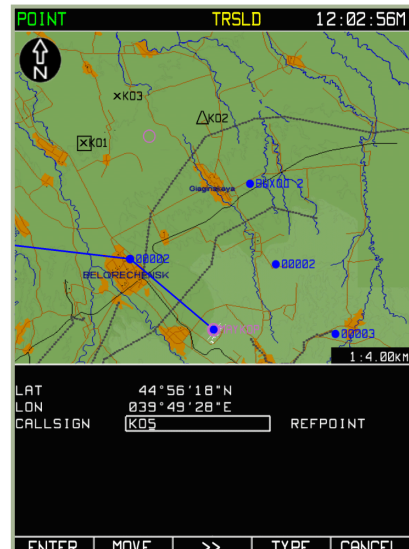 POINT TRSLD 12:02:56M
N
K03
K02
K01
Giaginskaya
00002
BELORECHENSK
00002
00003
1:4.00KM
LAT 44°56'18"N
LON 039°49'28"E
CALLSIGN K05 REFPOINT
ENTER MOVE >> TYPE CANCEL